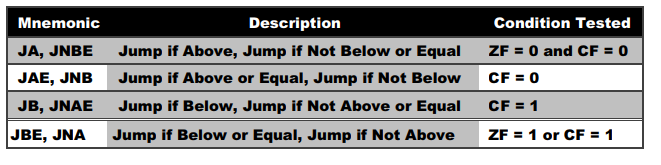 Mnemonic Description Condition Tested
JA, JNBE Jump if Above, Jump if Not Below or Equal ZF = 0 and CF = 0
JAE, JNB Jump if Above or Equal, Jump if Not Below CF = 0
JB, JNAE Jump if Below, Jump if Not Above or Equal CF = 1
JBE, JNA Jump if Below or Equal, Jump if Not Above ZF = 1 or CF = 1